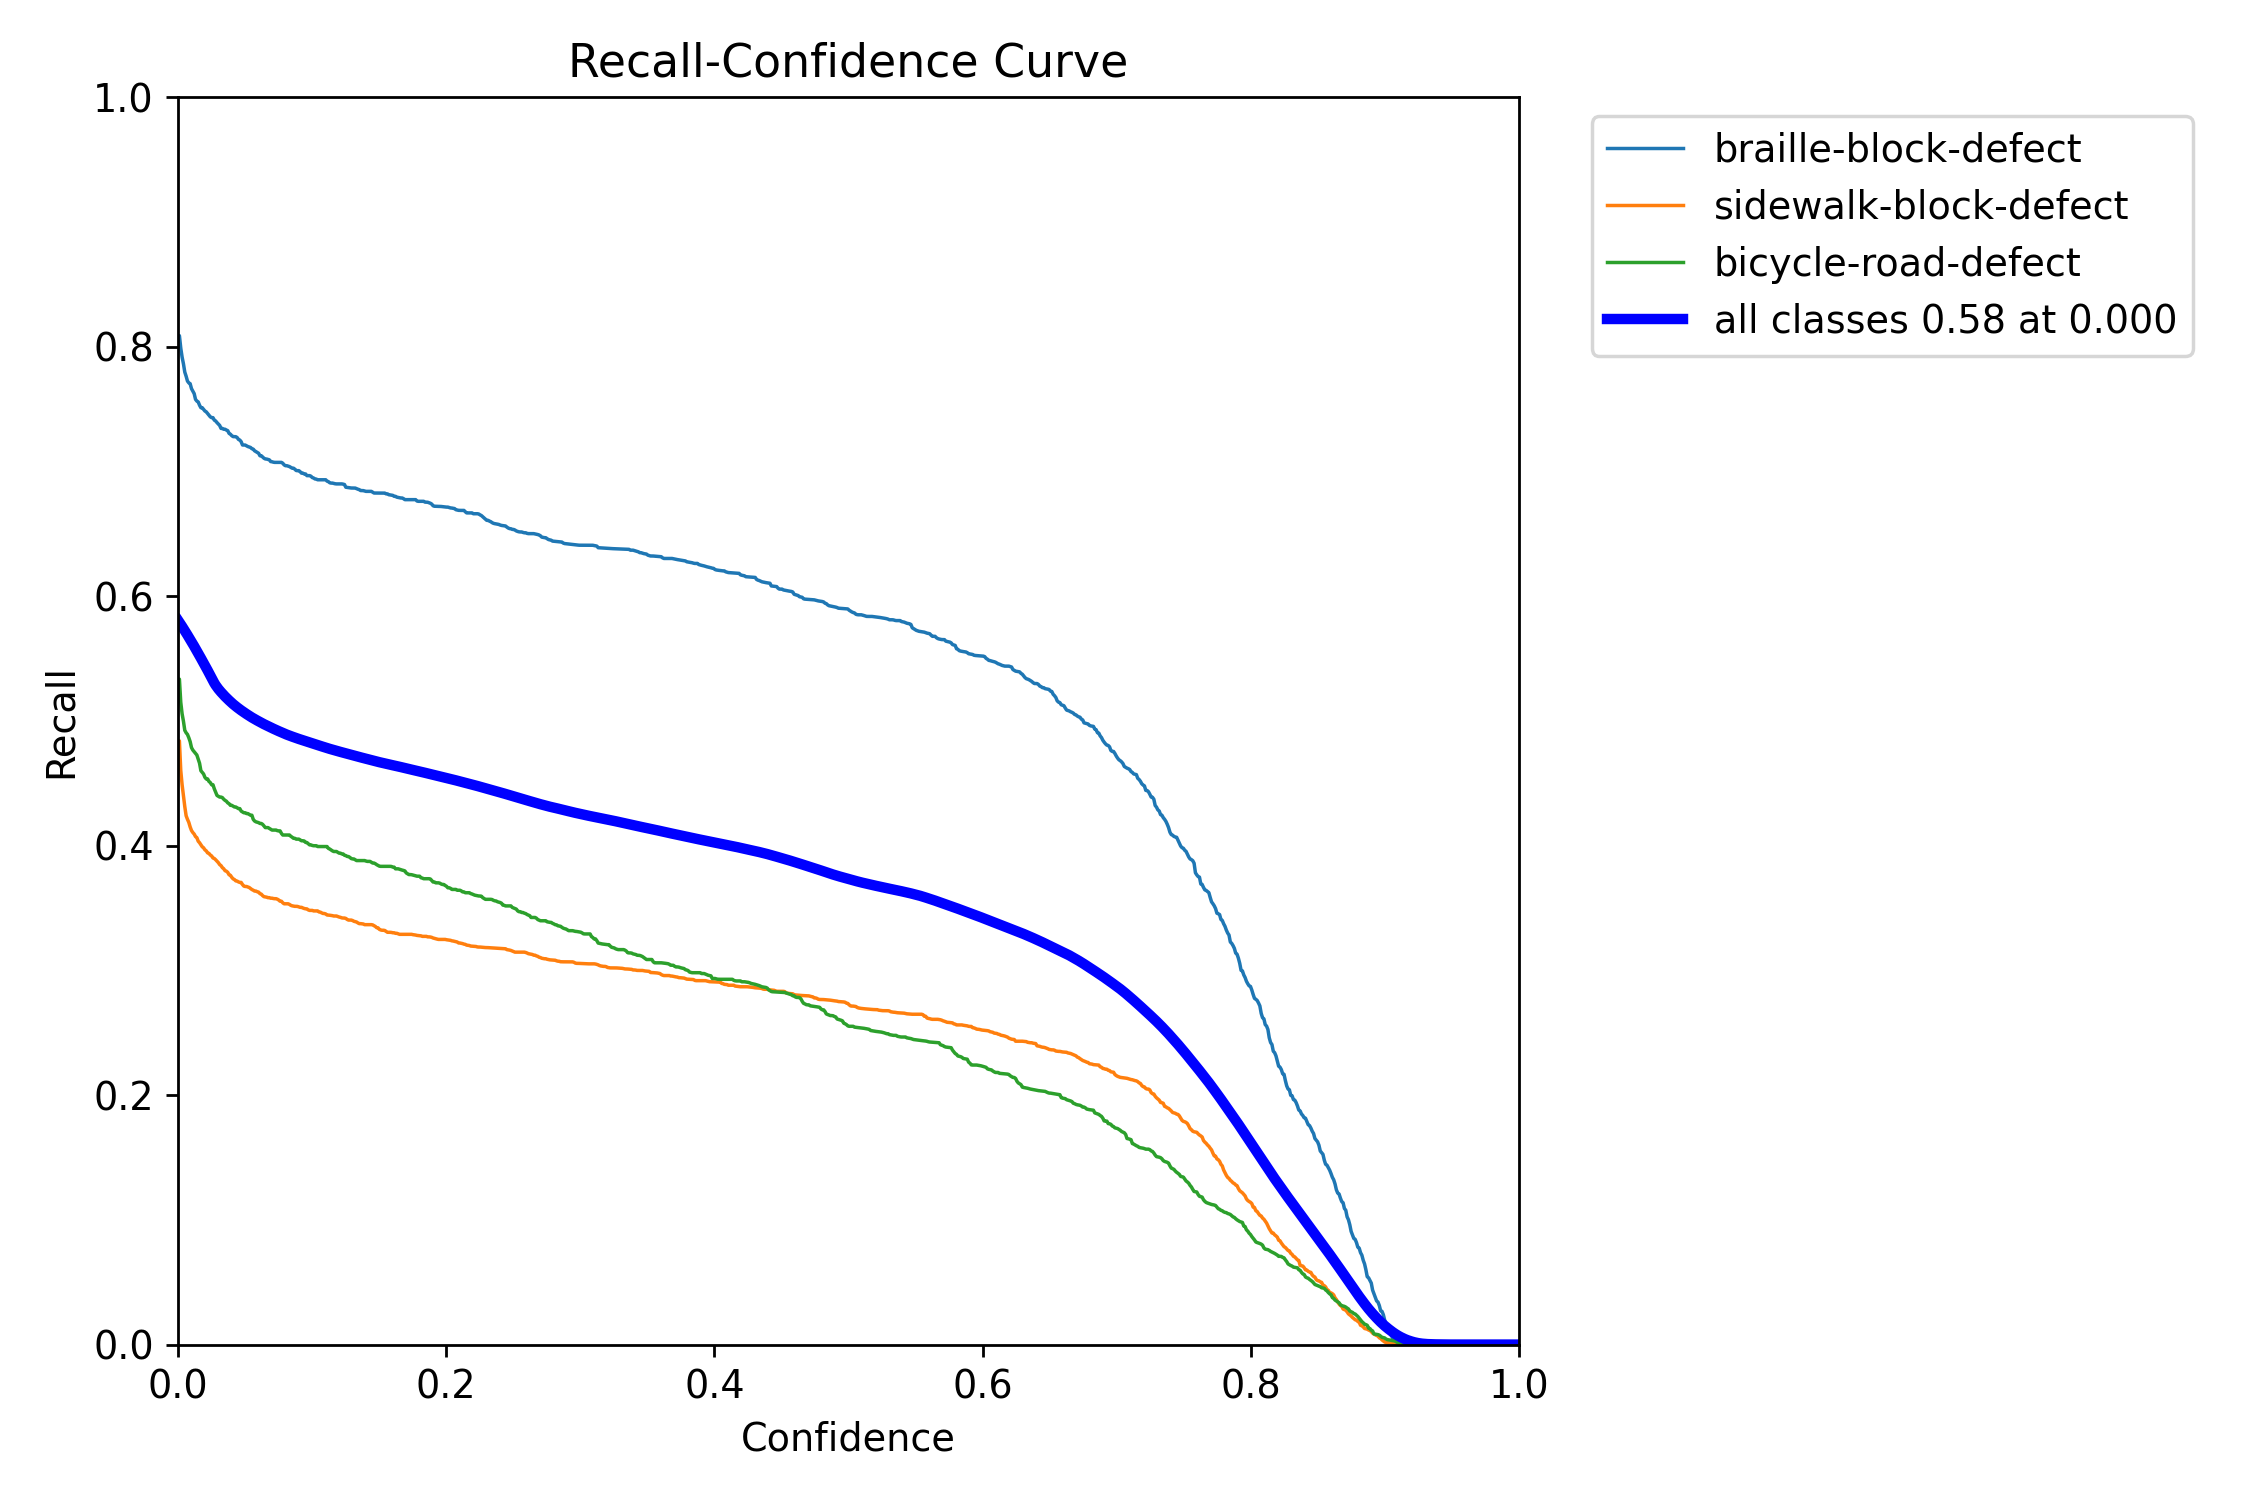 Recall-Confidence Curve
1.0
0.8
0.6
0.4
0.2
0.0
Recall
0.0 0.2 0.4 0.6 0.8 1.0
Confidence
braille-block-defect
sidewalk-block-defect
bicycle-road-defect
all classes 0.58 at 0.000